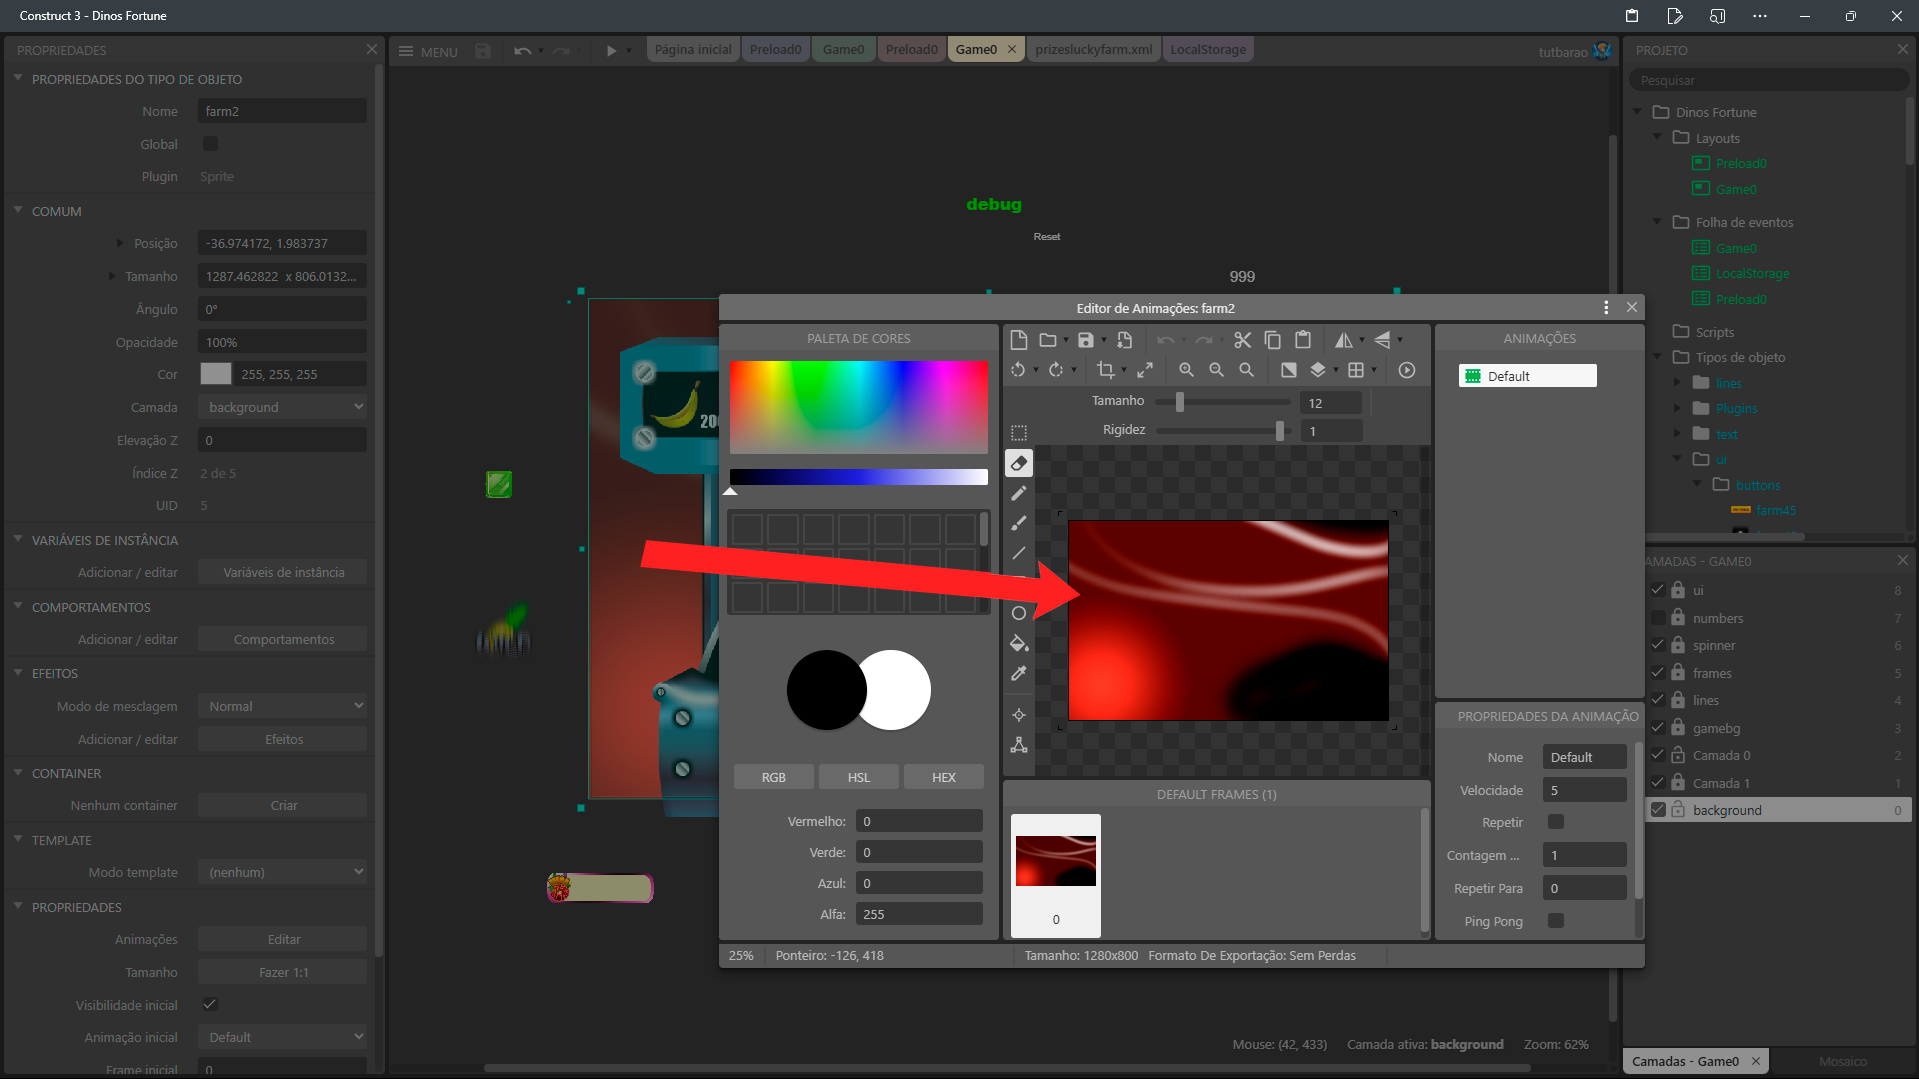 Construct 3 - Dinos Fortune
PROPRIEDADES
PROPRIEDADES DO TIPO DE OBJETO
Nome farm2
Global
Plugin Sprite
COMUM
Posição -36.974172, 1.983737
Tamanho 1287.462822 x 806.0132...
Ângulo 0°
Opacidade 100%
Cor 255, 255, 255
Camada background
Elevação Z 0
Índice Z 2 de 5
UID 5
VARIÁVEIS DE INSTÂNCIA
Adicionar / editar Variáveis de instância
COMPORTAMENTOS
Adicionar / editar Comportamentos
EFEITOS
Modo de mesclagem Normal
Adicionar / editar Efeitos
CONTAINER
Nenhum container Criar
TEMPLATE
Modo template (nenhum)
PROPRIEDADES
Animações Editar
Tamanho Fazer 1:1
Visibilidade inicial
Animação inicial Default
Frame inicial 0
MENU
Página inicial Preload0 Game0 Preload0 Game0 prizesluckyfarm.xml LocalStorage
tutbarao
debug
Reset
999
200
Editor de Animações: farm2
PALETA DE CORES
RGB HSL HEX
Vermelho: 0
Verde: 0
Azul: 0
Alfa: 255
Tamanho 12
Rigidez 1
DEFAULT FRAMES (1)
0
ANIMAÇÕES
Default
PROPRIEDADES DA ANIMAÇÃO
Nome Default
Velocidade 5
Repetir
Contagem ... 1
Repetir Para 0
Ping Pong
25% Ponteiro: -126, 418 Tamanho: 1280x800 Formato De Exportação: Sem Perdas
Mouse: (42, 433) Camada ativa: background Zoom: 62%
PROJETO
Pesquisar
Dinos Fortune
Layouts
Preload0
Game0
Folha de eventos
Game0
LocalStorage
Preload0
Scripts
Tipos de objeto
lines
Plugins
text
ui
buttons
farm45
AMADAS - GAME0
ui 8
numbers 7
spinner 6
frames 5
lines 4
gamebg 3
Camada 0 2
Camada 1 1
background 0
Camadas - Game0 Mosaico